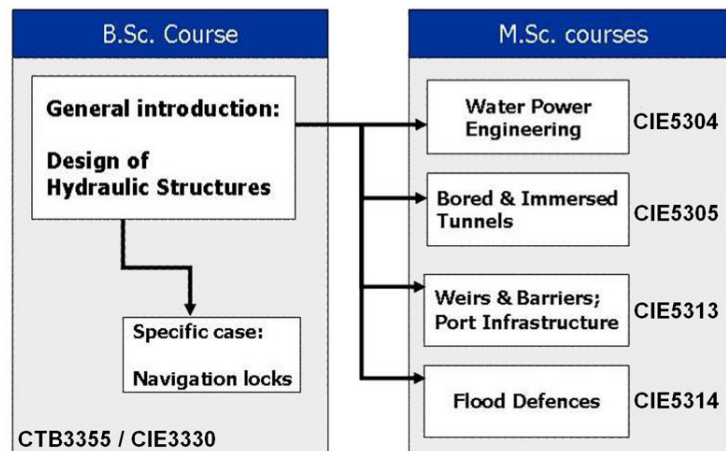 B.Sc. Course
General introduction:
Design of
Hydraulic Structures
Specific case:
Navigation locks
CTB3355 / CIE3330
M.Sc. courses
Water Power
Engineering
CIE5304
Bored & Immersed
Tunnels
CIE5305
Weirs & Barriers;
Port Infrastructure
CIE5313
Flood Defences
CIE5314